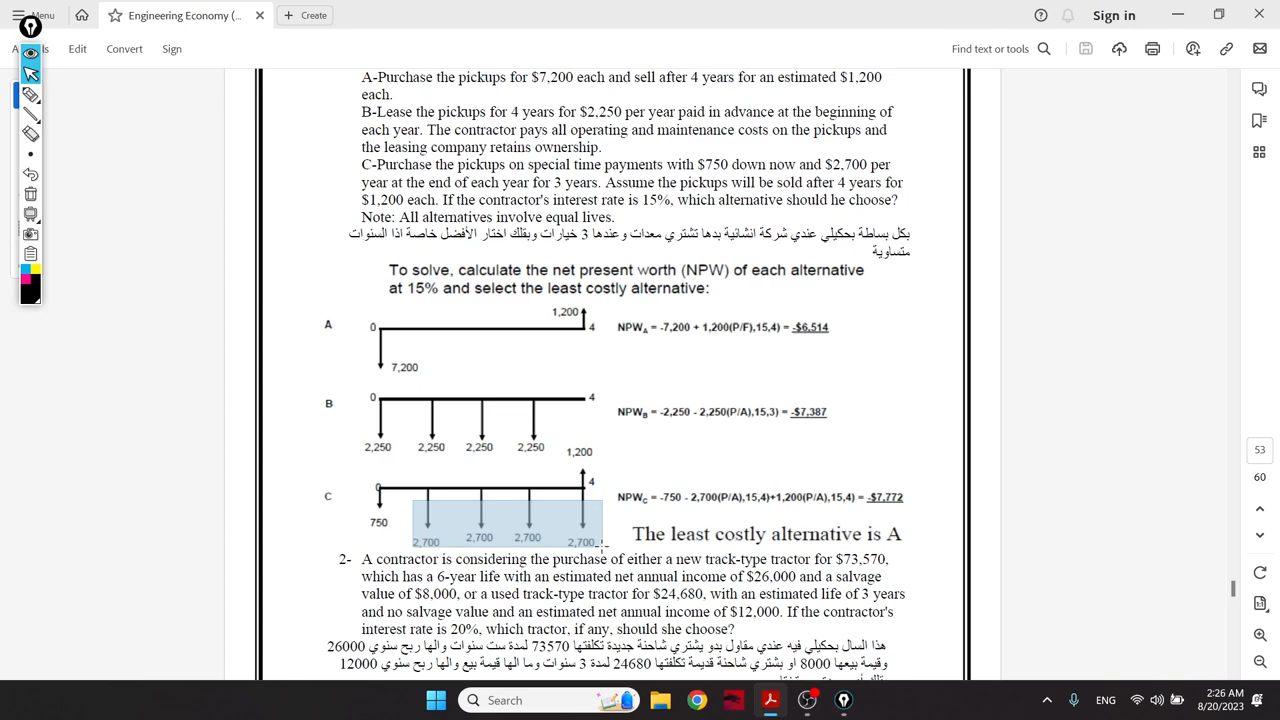 Menu
Engineering Economy (...
Create
Sign in
Edit
Convert
Sign
Find text or tools
A-Purchase the pickups for $7,200 each and sell after 4 years for an estimated $1,200
each.
B-Lease the pickups for 4 years for $2,250 per year paid in advance at the beginning of
each year. The contractor pays all operating and maintenance costs on the pickups and
the leasing company retains ownership.
C-Purchase the pickups on special time payments with $750 down now and $2,700 per
year at the end of each year for 3 years. Assume the pickups will be sold after 4 years for
$1,200 each. If the contractor's interest rate is 15%, which alternative should he choose?
Note: All alternatives involve equal lives.
بكل بساطة بحكيلي عندي شركة انشائية بدها تشتري معدات وعندها 3 خيارات وبقلك اختار الأفضل خاصة اذا السنوات
متساوية
To solve, calculate the net present worth (NPW) of each alternative
at 15% and select the least costly alternative:
A
0
1,200
4
7,200
NPWA = -7,200 + 1,200(P/F),15,4) = -$6,514
B
0
4
2,250 2,250 2,250 2,250
NPWB = -2,250 - 2,250(P/A),15,3) = -$7,387
1,200
C
0
4
750
2,700 2,700 2,700 2,700
NPWC = -750 - 2,700(P/A),15,4)+1,200(P/A),15,4) = -$7,772
The least costly alternative is A
2- A contractor is considering the purchase of either a new track-type tractor for $73,570,
which has a 6-year life with an estimated net annual income of $26,000 and a salvage
value of $8,000, or a used track-type tractor for $24,680, with an estimated life of 3 years
and no salvage value and an estimated net annual income of $12,000. If the contractor's
interest rate is 20%, which tractor, if any, should she choose?
هذا السال بحكيلي فيه عندي مقاول بدو يشتري شاحنة جديدة تكلفتها 73570 لمدة ست سنوات والها ربح سنوي 26000
وقيمة بيعها 8000 او بشتري شاحنة قديمة تكلفتها 24680 لمدة 3 سنوات وما الها قيمة بيع والها ربح سنوي 12000
53
60
Search
ENG
2:26 AM
8/20/2023